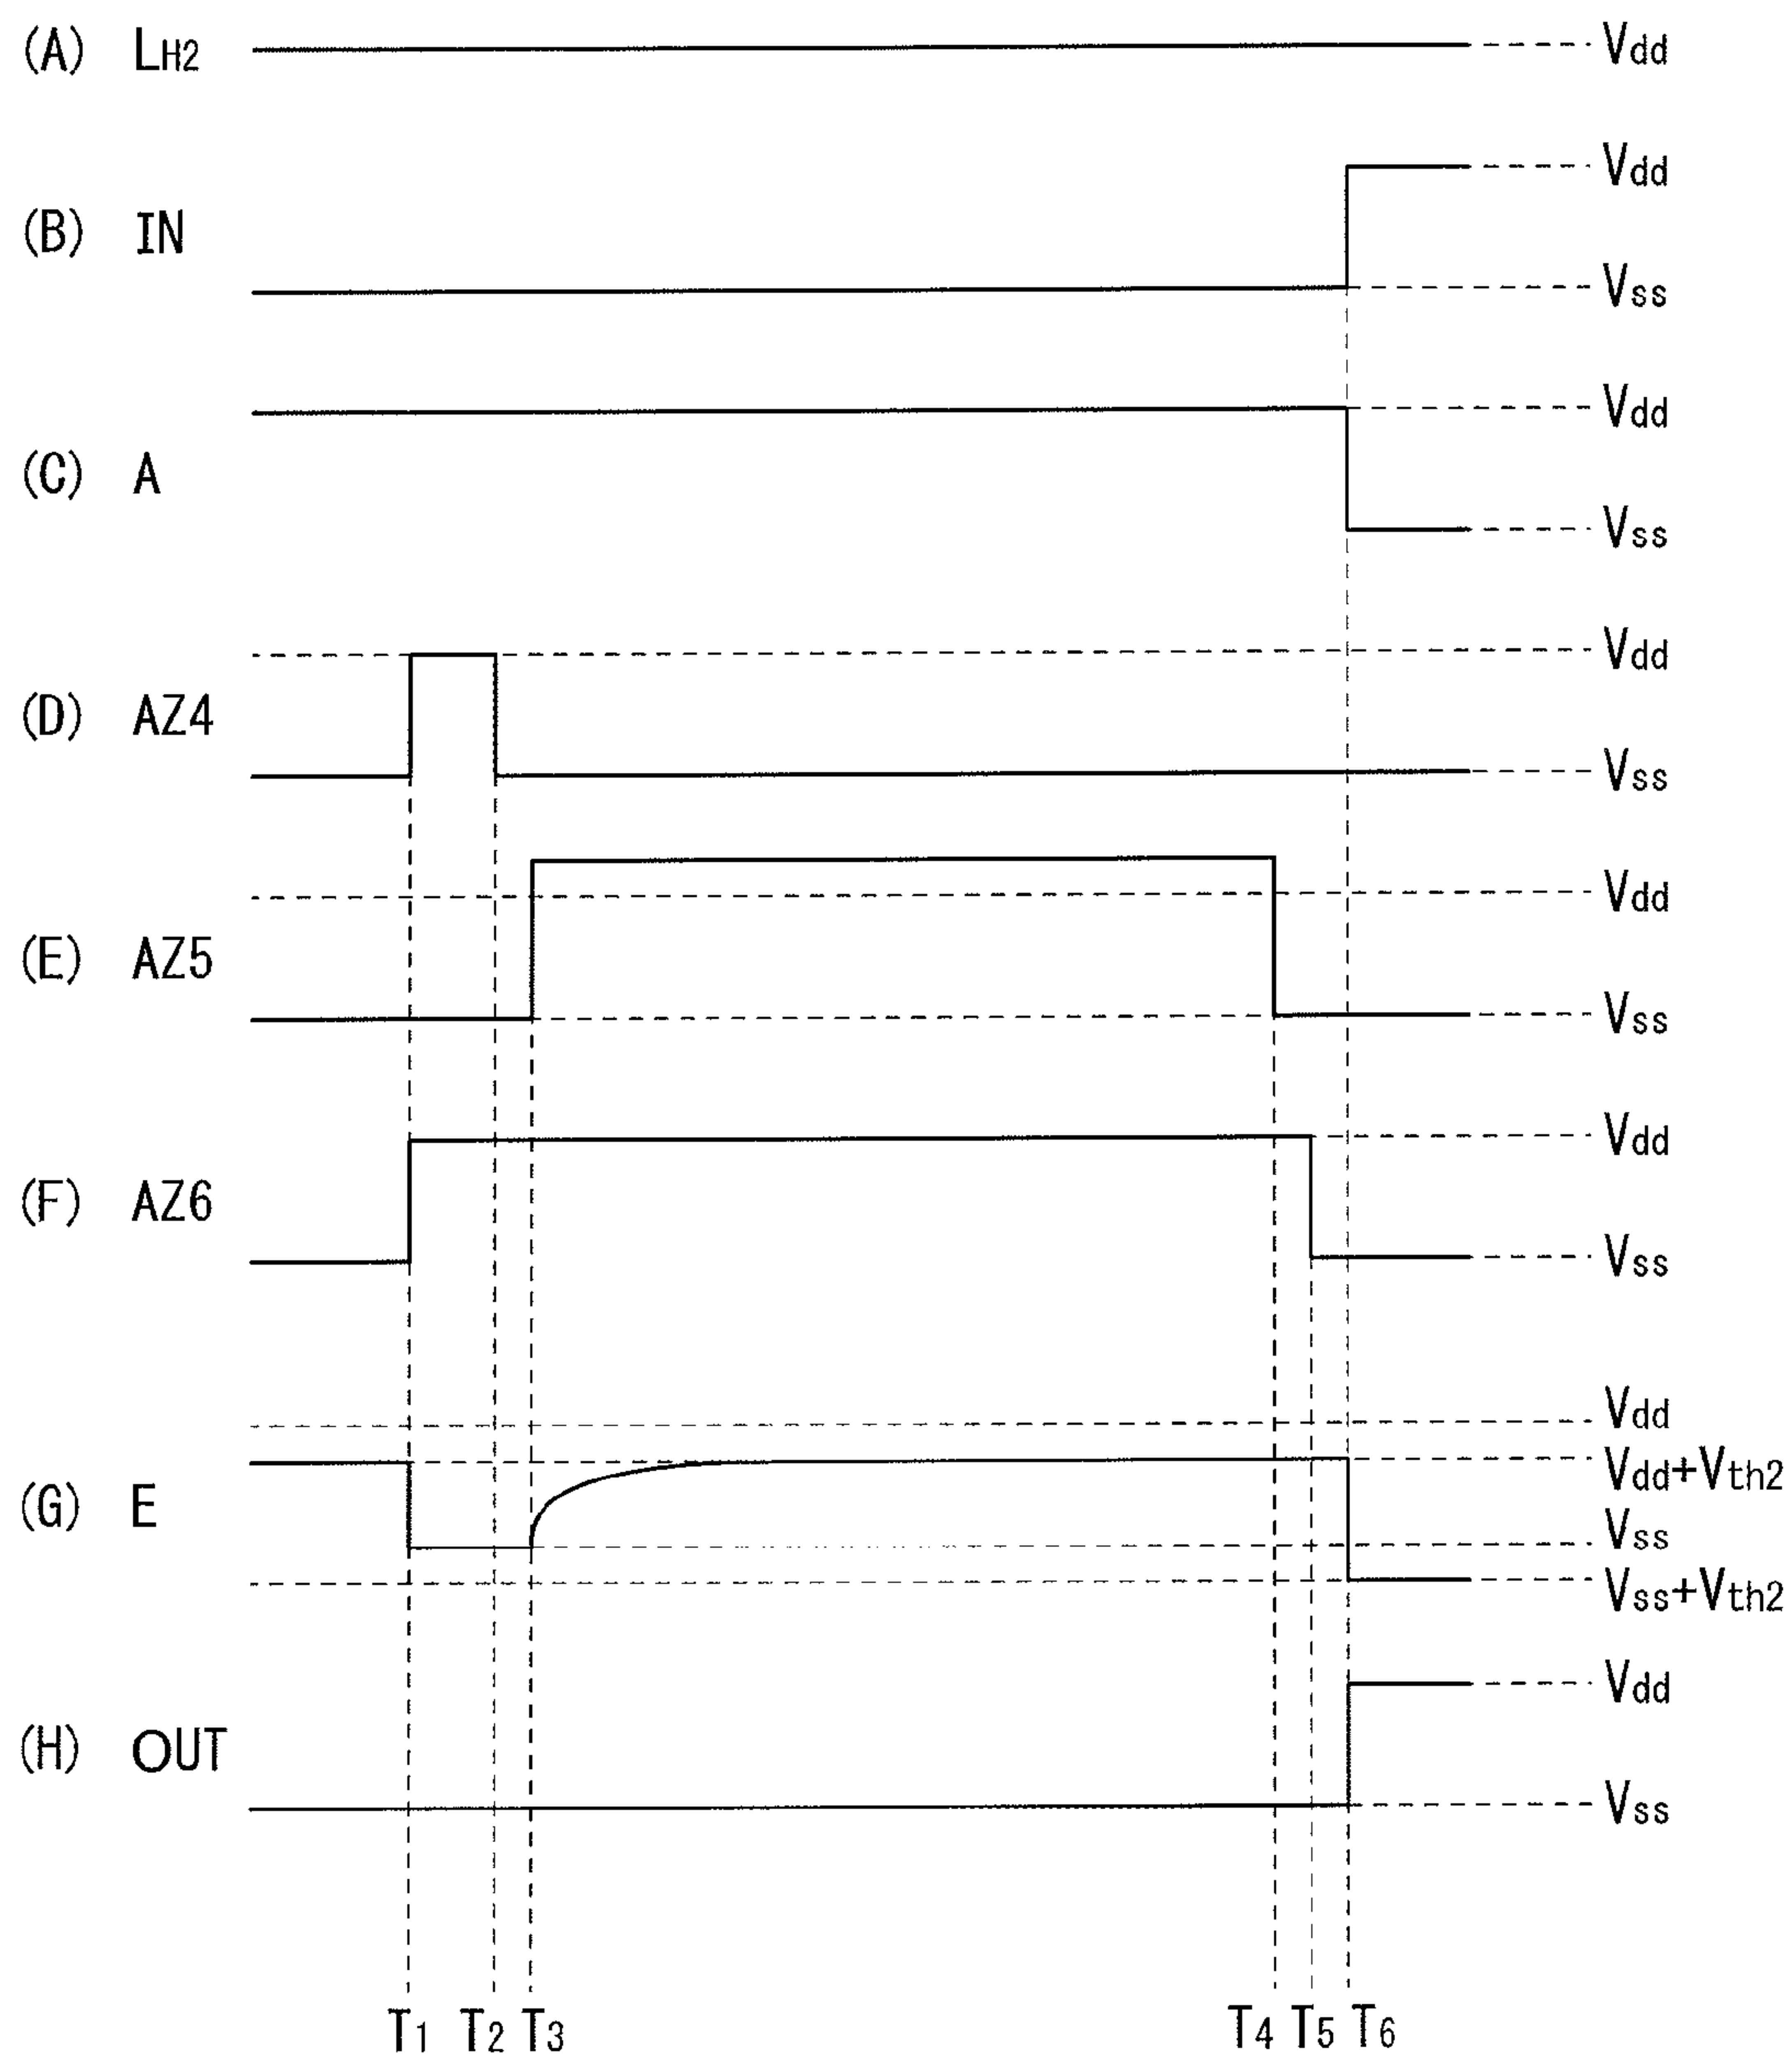 (A) LH2 Vdd
(B) IN Vdd
Vss
(C) A Vdd
Vss
(D) AZ4 Vdd
Vss
(E) AZ5 Vdd
Vss
(F) AZ6 Vdd
Vss
(G) E Vdd
Vdd+Vth2
Vss
Vss+Vth2
(H) OUT Vdd
Vss
T1 T2 T3 T4 T5 T6